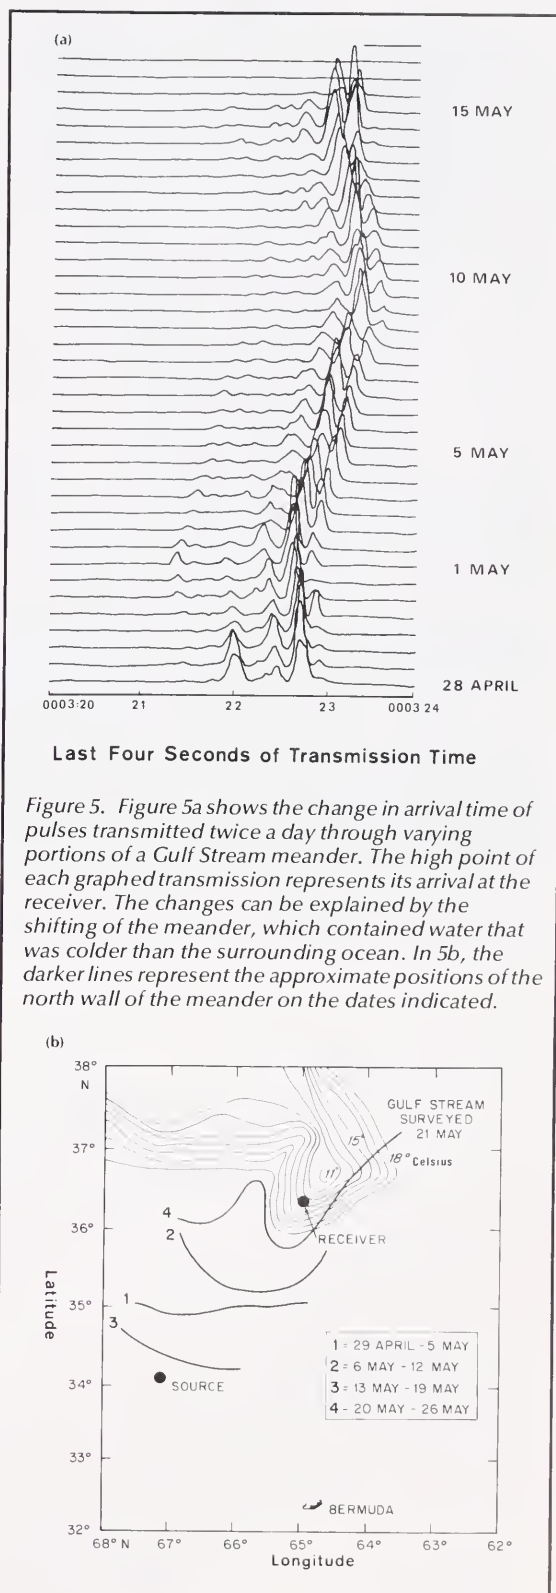 (a)
15 MAY
10 MAY
5 MAY
1 MAY
28 APRIL
0003:20 21 22 23 0003 24
Last Four Seconds of Transmission Time
Figure 5. Figure 5a shows the change in arrival time of
pulses transmitted twice a day through varying
portions of a Gulf Stream meander. The high point of
each graphed transmission represents its arrival at the
receiver. The changes can be explained by the
shifting of the meander, which contained water that
was colder than the surrounding ocean. In 5b, the
darker lines represent the approximate positions of the
north wall of the meander on the dates indicated.
(b)
38°
N
GULF STREAM
SURVEYED
21 MAY
37°
15°
18° Celsius
11°
4
36°
2
RECEIVER
Latitude
35°
1
3
1 = 29 APRIL - 5 MAY
2 = 6 MAY - 12 MAY
3 = 13 MAY - 19 MAY
4 - 20 MAY - 26 MAY
34°
SOURCE
33°
BERMUDA
32°
68° N 67° 66° 65° 64° 63° 62°
Longitude